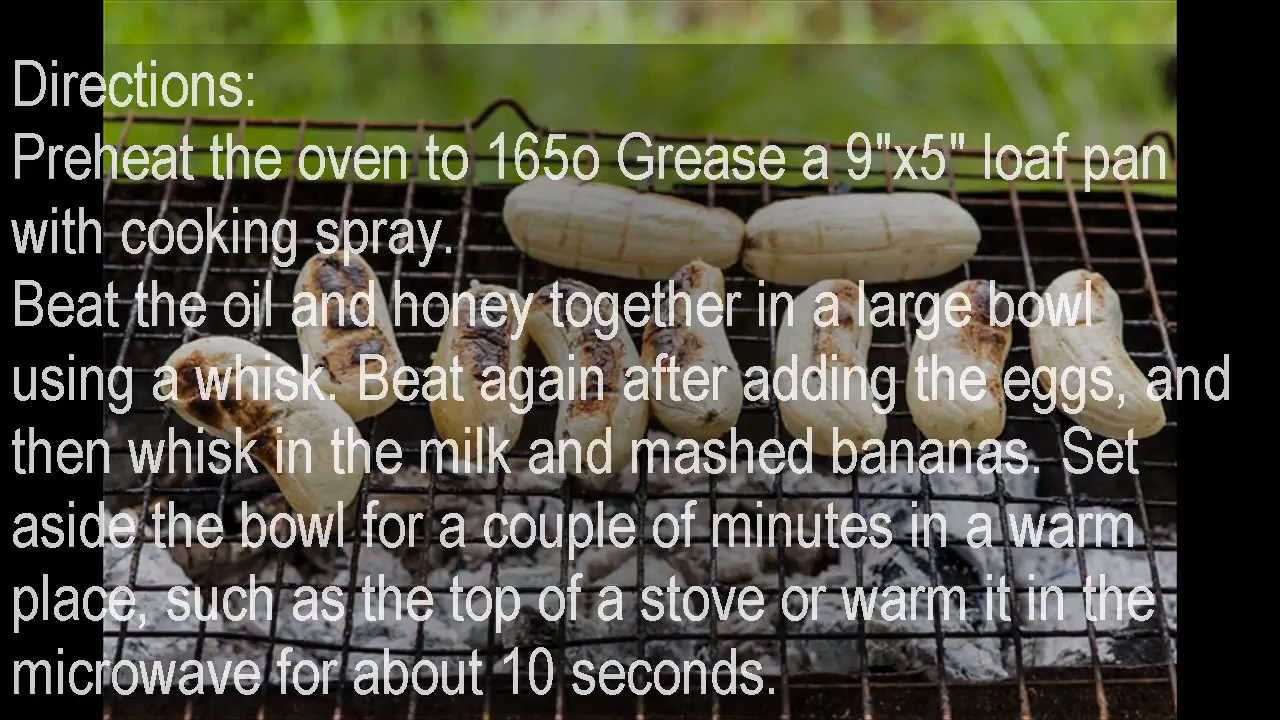 Directions:
Preheat the oven to 165o Grease a 9"x5" loaf pan
with cooking spray.
Beat the oil and honey together in a large bowl
using a whisk. Beat again after adding the eggs, and
then whisk in the milk and mashed bananas. Set
aside the bowl for a couple of minutes in a warm
place, such as the top of a stove or warm it in the
microwave for about 10 seconds.